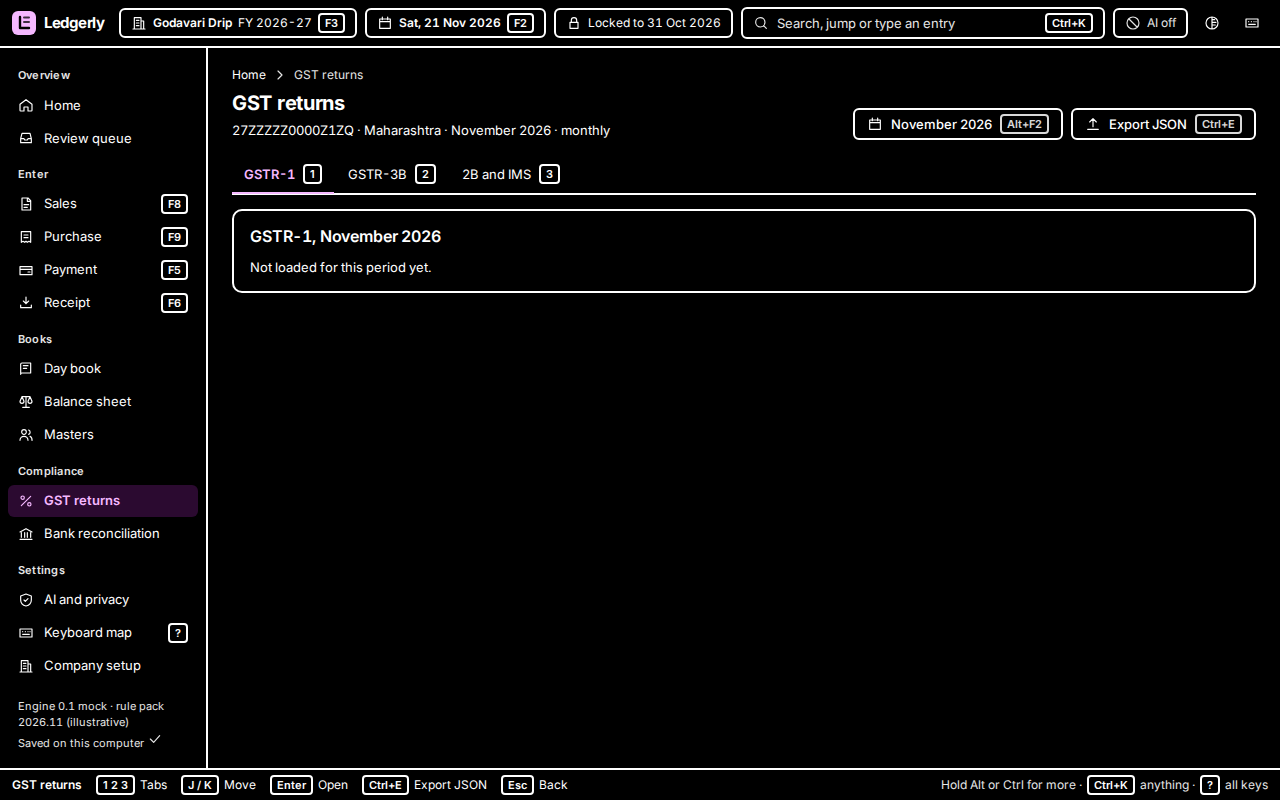 Ledgerly
Godavari Drip FY 2026-27 F3
Sat, 21 Nov 2026 F2
Locked to 31 Oct 2026
Search, jump or type an entry Ctrl+K
AI off
Overview
Home
Review queue
Enter
Sales F8
Purchase F9
Payment F5
Receipt F6
Books
Day book
Balance sheet
Masters
Compliance
GST returns
Bank reconciliation
Settings
AI and privacy
Keyboard map ?
Company setup
Engine 0.1 mock · rule pack
2026.11 (illustrative)
Saved on this computer
Home > GST returns
GST returns
27ZZZZZ0000Z1ZQ · Maharashtra · November 2026 · monthly
November 2026 Alt+F2
Export JSON Ctrl+E
GSTR-1 1 GSTR-3B 2 2B and IMS 3
GSTR-1, November 2026
Not loaded for this period yet.
GST returns 1 2 3 Tabs J / K Move Enter Open Ctrl+E Export JSON Esc Back
Hold Alt or Ctrl for more · Ctrl+K anything · ? all keys